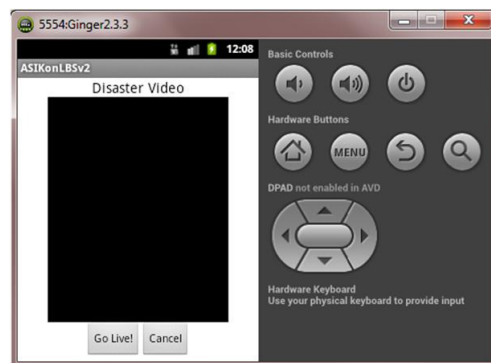 5554:Ginger2.3.3
12:08
ASIKonLBSv2
Disaster Video
Go Live!
Cancel
Basic Controls
Hardware Buttons
MENU
DPAD not enabled in AVD
Hardware Keyboard
Use your physical keyboard to provide input